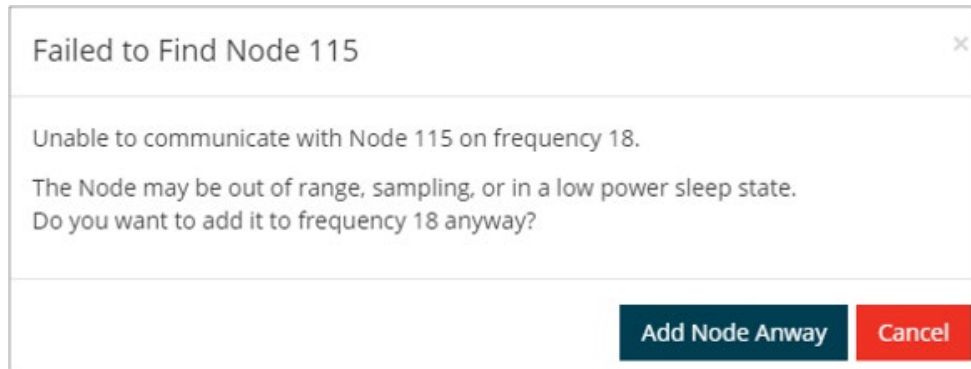 Failed to Find Node 115
×
Unable to communicate with Node 115 on frequency 18.
The Node may be out of range, sampling, or in a low power sleep state.
Do you want to add it to frequency 18 anyway?
Add Node Anway
Cancel